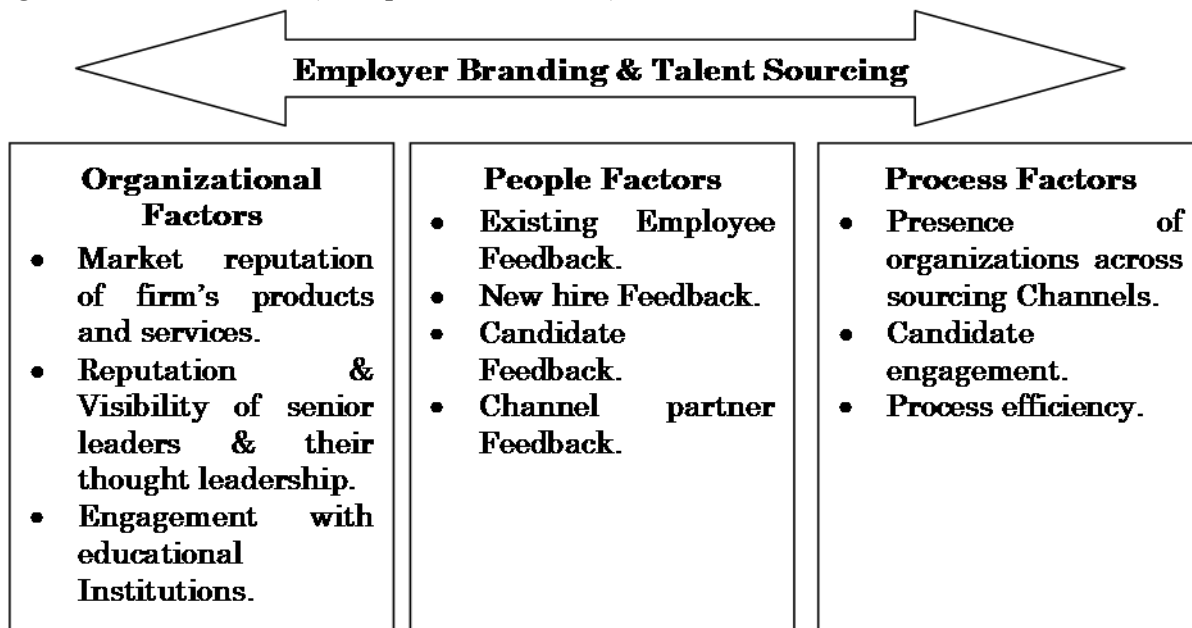 Employer Branding & Talent Sourcing
Organizational
Factors
• Market reputation
of firm's products
and services.
• Reputation &
Visibility of senior
leaders & their
thought leadership.
• Engagement with
educational
Institutions.
People Factors
• Existing Employee
Feedback.
• New hire Feedback.
• Candidate
Feedback.
• Channel partner
Feedback.
Process Factors
• Presence of
organizations across
sourcing Channels.
• Candidate
engagement.
• Process efficiency.